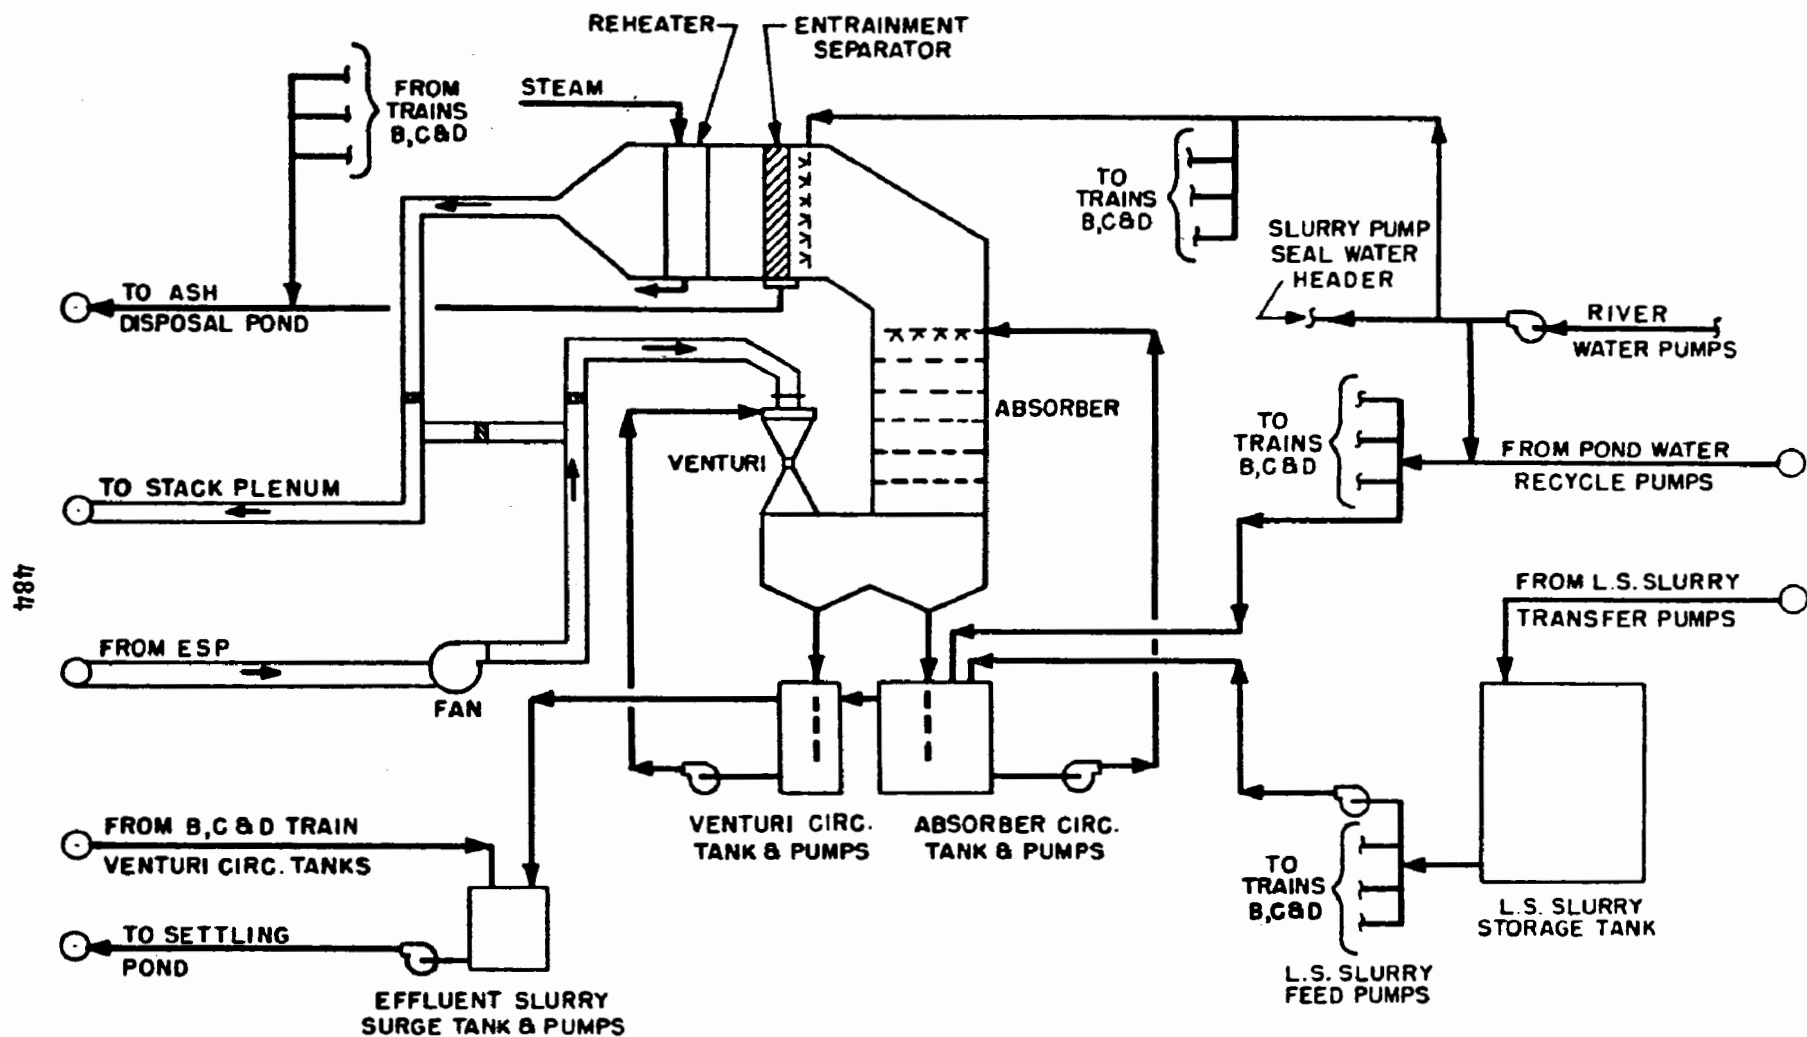 REHEATER
ENTRAINMENT
SEPARATOR
FROM
TRAINS
B,C&D
STEAM
TO
TRAINS
B,C&D
SLURRY PUMP
SEAL WATER
HEADER
TO ASH
DISPOSAL POND
RIVER
WATER PUMPS
ABSORBER
VENTURI
TO
TRAINS
B,C&D
FROM POND WATER
RECYCLE PUMPS
TO STACK PLENUM
484
FROM L.S. SLURRY
TRANSFER PUMPS
FROM ESP
FAN
VENTURI CIRC.
TANK & PUMPS
ABSORBER CIRC.
TANK & PUMPS
FROM B,C & D TRAIN
VENTURI CIRC. TANKS
TO
TRAINS
B,C&D
L.S. SLURRY
STORAGE TANK
TO SETTLING
POND
L.S. SLURRY
FEED PUMPS
EFFLUENT SLURRY
SURGE TANK & PUMPS